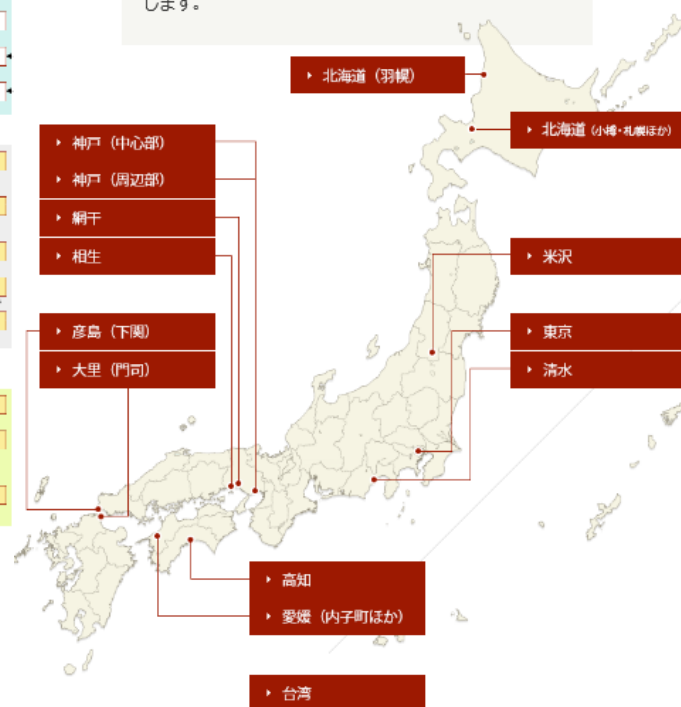 します。
北海道（羽幌）
北海道（小樽・札幌ほか）
神戸（中心部）
神戸（周辺部）
網干
相生
米沢
彦島（下関）
大里（門司）
東京
清水
高知
愛媛（内子町ほか）
台湾